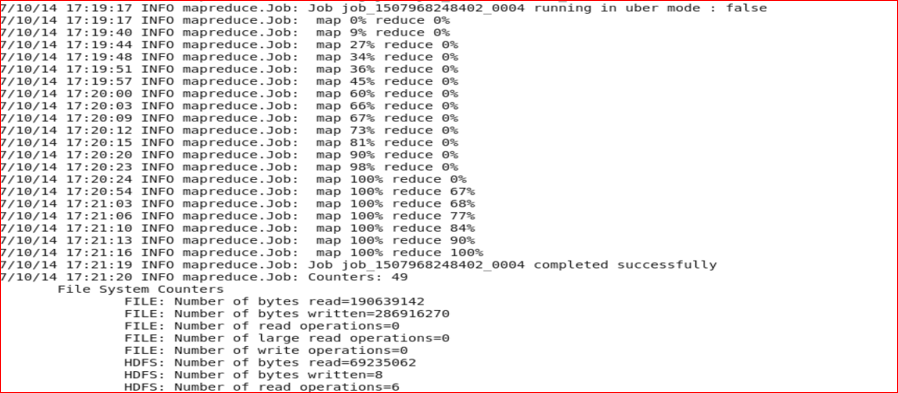 7/10/14 17:19:17 INFO mapreduce.Job: Job job_1507968248402_0004 running in uber mode : false
7/10/14 17:19:17 INFO mapreduce.Job:  map 0% reduce 0%
7/10/14 17:19:40 INFO mapreduce.Job:  map 9% reduce 0%
7/10/14 17:19:44 INFO mapreduce.Job:  map 27% reduce 0%
7/10/14 17:19:48 INFO mapreduce.Job:  map 34% reduce 0%
7/10/14 17:19:51 INFO mapreduce.Job:  map 36% reduce 0%
7/10/14 17:19:57 INFO mapreduce.Job:  map 45% reduce 0%
7/10/14 17:20:00 INFO mapreduce.Job:  map 60% reduce 0%
7/10/14 17:20:03 INFO mapreduce.Job:  map 66% reduce 0%
7/10/14 17:20:09 INFO mapreduce.Job:  map 67% reduce 0%
7/10/14 17:20:12 INFO mapreduce.Job:  map 73% reduce 0%
7/10/14 17:20:15 INFO mapreduce.Job:  map 81% reduce 0%
7/10/14 17:20:20 INFO mapreduce.Job:  map 90% reduce 0%
7/10/14 17:20:23 INFO mapreduce.Job:  map 98% reduce 0%
7/10/14 17:20:24 INFO mapreduce.Job:  map 100% reduce 0%
7/10/14 17:20:54 INFO mapreduce.Job:  map 100% reduce 67%
7/10/14 17:21:03 INFO mapreduce.Job:  map 100% reduce 68%
7/10/14 17:21:06 INFO mapreduce.Job:  map 100% reduce 77%
7/10/14 17:21:10 INFO mapreduce.Job:  map 100% reduce 84%
7/10/14 17:21:13 INFO mapreduce.Job:  map 100% reduce 90%
7/10/14 17:21:16 INFO mapreduce.Job:  map 100% reduce 100%
7/10/14 17:21:19 INFO mapreduce.Job: Job job_1507968248402_0004 completed successfully
7/10/14 17:21:20 INFO mapreduce.Job: Counters: 49
File System Counters
FILE: Number of bytes read=190639142
FILE: Number of bytes written=286916270
FILE: Number of read operations=0
FILE: Number of large read operations=0
FILE: Number of write operations=0
HDFS: Number of bytes read=69235062
HDFS: Number of bytes written=8
HDFS: Number of read operations=6